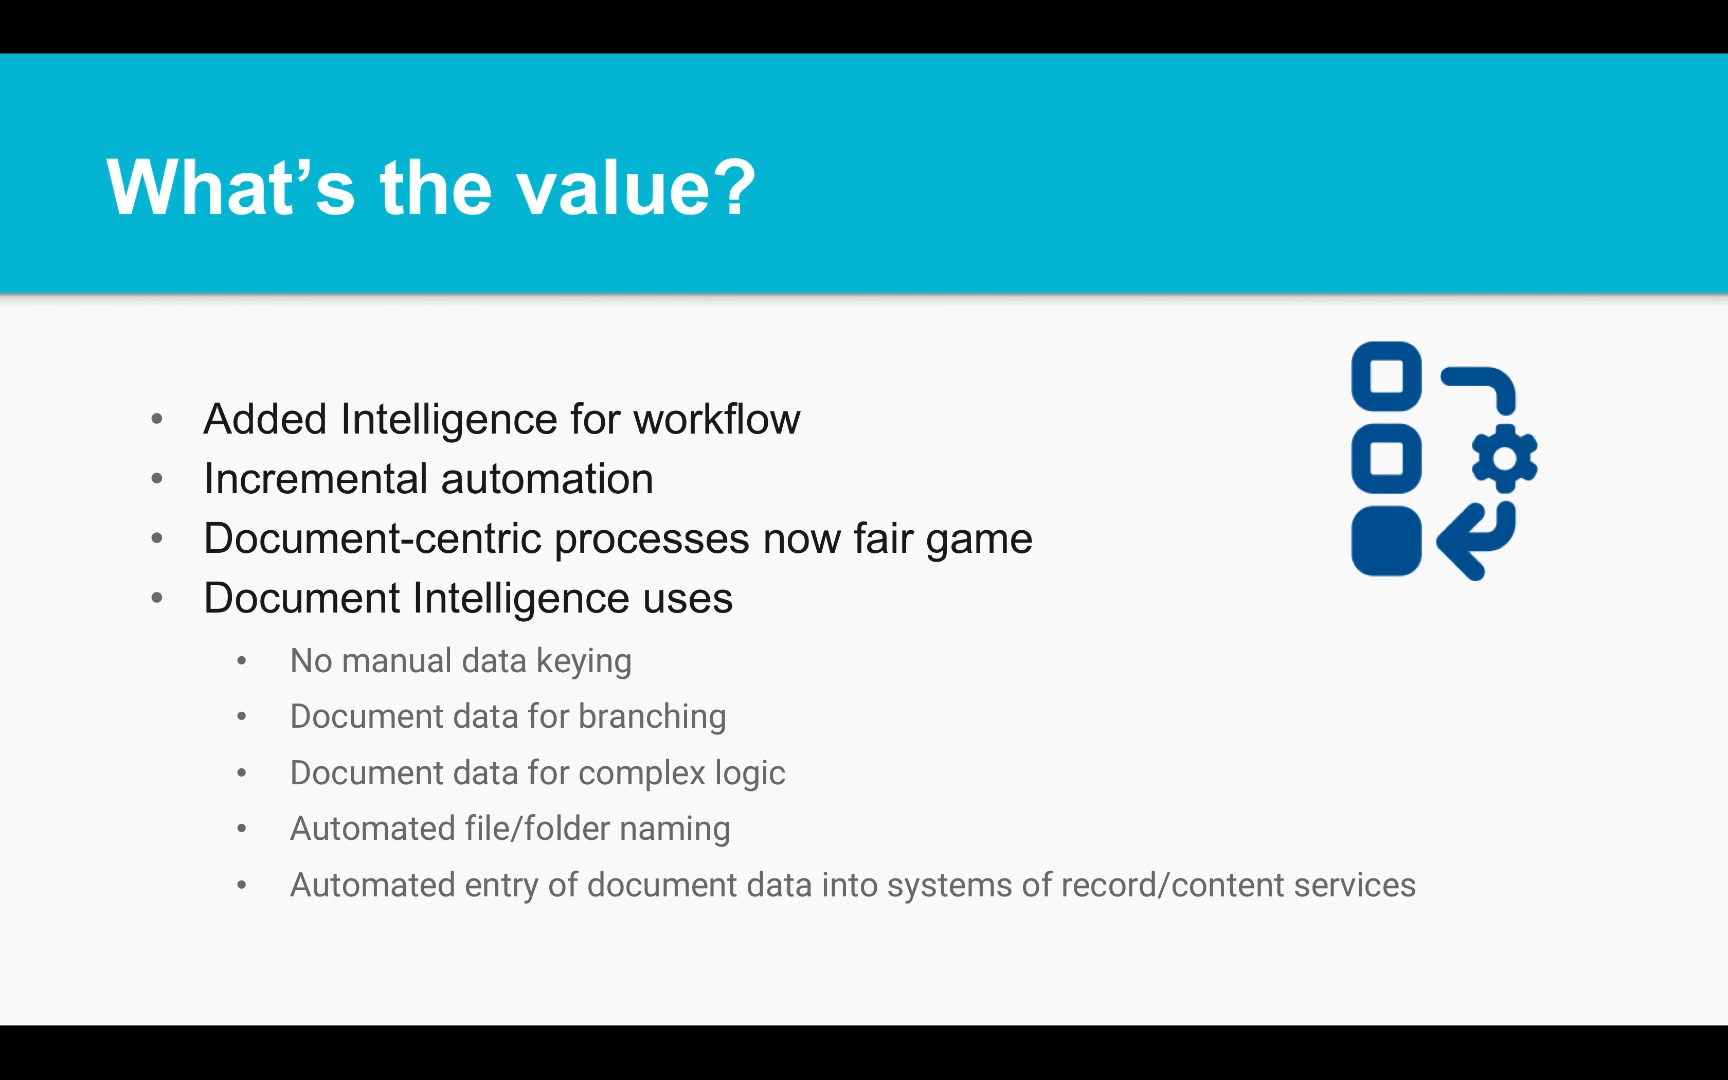 What’s the value?
• Added Intelligence for workflow
• Incremental automation
• Document-centric processes now fair game
• Document Intelligence uses
• No manual data keying
• Document data for branching
• Document data for complex logic
• Automated file/folder naming
• Automated entry of document data into systems of record/content services